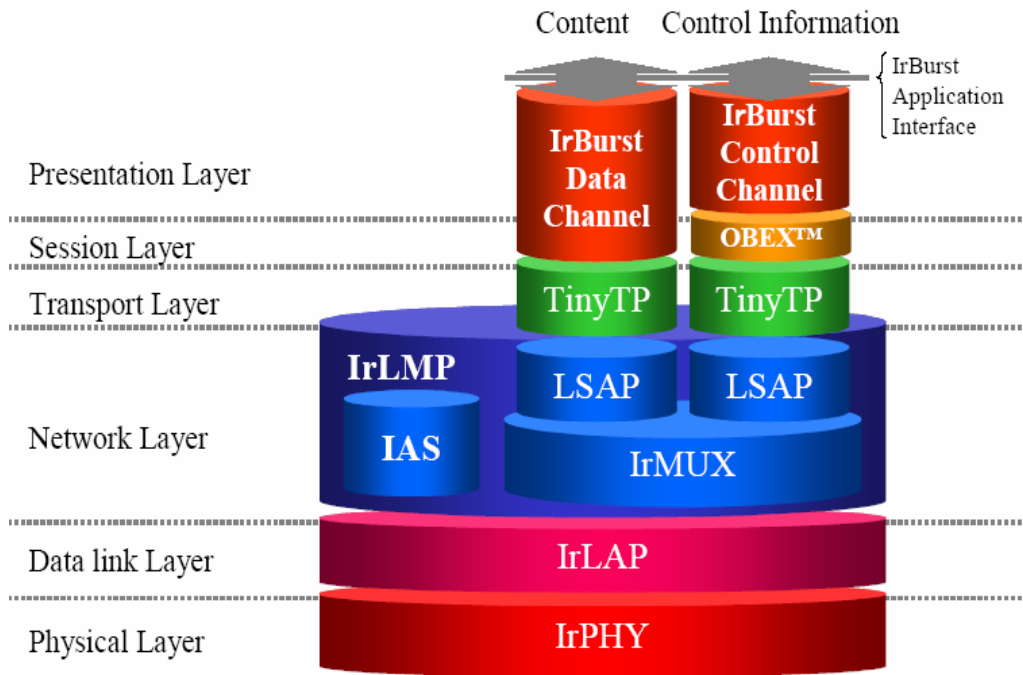 Content
Control Information
IrBurst
Application
Interface
IrBurst
Data
Channel
IrBurst
Control
Channel
Presentation Layer
OBEX™
Session Layer
TinyTP
TinyTP
Transport Layer
IrLMP
LSAP
LSAP
IAS
Network Layer
IrMUX
IrLAP
Data link Layer
IrPHY
Physical Layer